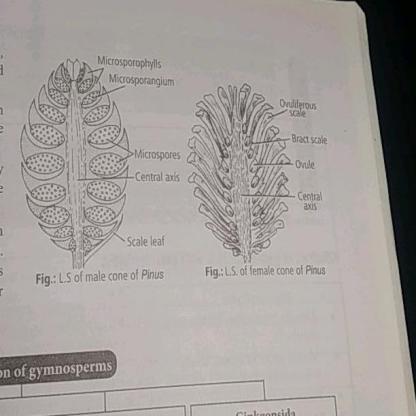 Microsporophylls
Microsporangium
Microspores
Central axis
Scale leaf
Fig.: L.S of male cone of Pinus
Ovuliferous
scale
Bract scale
Ovule
Central
axis
Fig.: L.S. of female cone of Pinus
on of gymnosperms